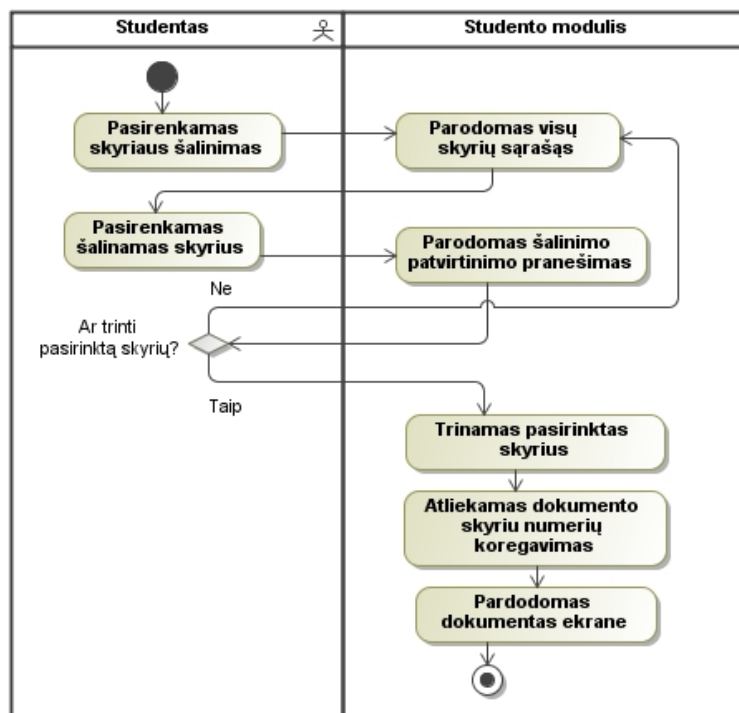 Studentas
Studento modulis
Pasirenkamas
skyriaus šalinimas
Parodomas visų
skyrių sąrašąs
Pasirenkamas
šalinamas skyrius
Parodomas šalinimo
patvirtinimo pranešimas
Ne
Ar trinti
pasirinktą skyrių?
Taip
Trinamas pasirinktas
skyrius
Atliekamas dokumento
skyriu numerių
koregavimas
Pardodomas
dokumentas ekrane